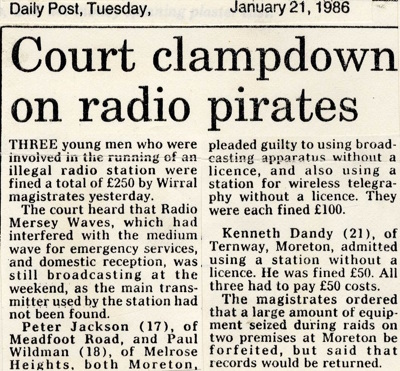 Daily Post, Tuesday, January 21, 1986
Court clampdown
on radio pirates
THREE young men who were
involved in the running of an
illegal radio station were
fined a total of £250 by Wirral
magistrates yesterday.
The court heard that Radio
Mersey Waves, which had
interfered with the medium
wave for emergency services,
and domestic reception, was
still broadcasting at the
weekend, as the main trans-
mitter used by the station had
not been found.
Peter Jackson (17), of
Meadfoot Road, and Paul
Wildman (18), of Melrose
Heights, both Moreton,
pleaded guilty to using broad-
casting apparatus without a
licence, and also using a
station for wireless telegra-
phy without a licence. They
were each fined £100.
Kenneth Dandy (21), of
Ternway, Moreton, admitted
using a station without a
licence. He was fined £50. All
three had to pay £50 costs.
The magistrates ordered
that a large amount of equip-
ment seized during raids on
two premises at Moreton be
forfeited, but said that
records would be returned.